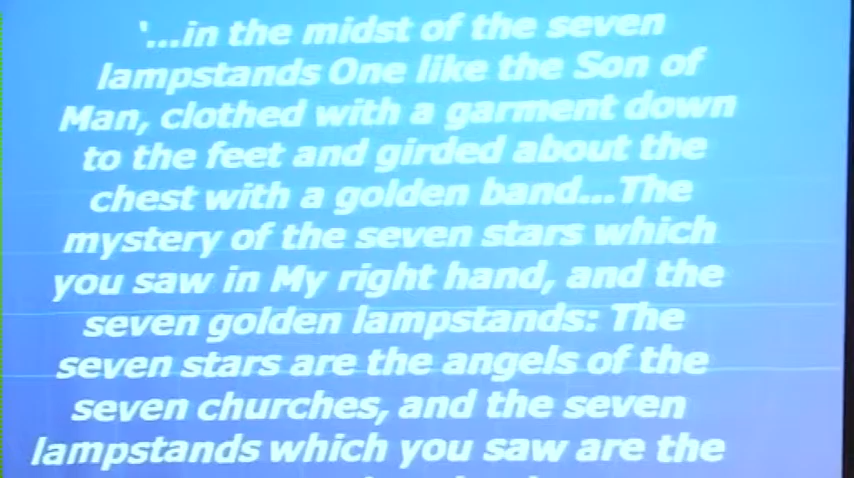 ‘...in the midst of the seven
lampstands One like the Son of
Man, clothed with a garment down
to the feet and girded about the
chest with a golden band...The
mystery of the seven stars which
you saw in My right hand, and the
seven golden lampstands: The
seven stars are the angels of the
seven churches, and the seven
lampstands which you saw are the